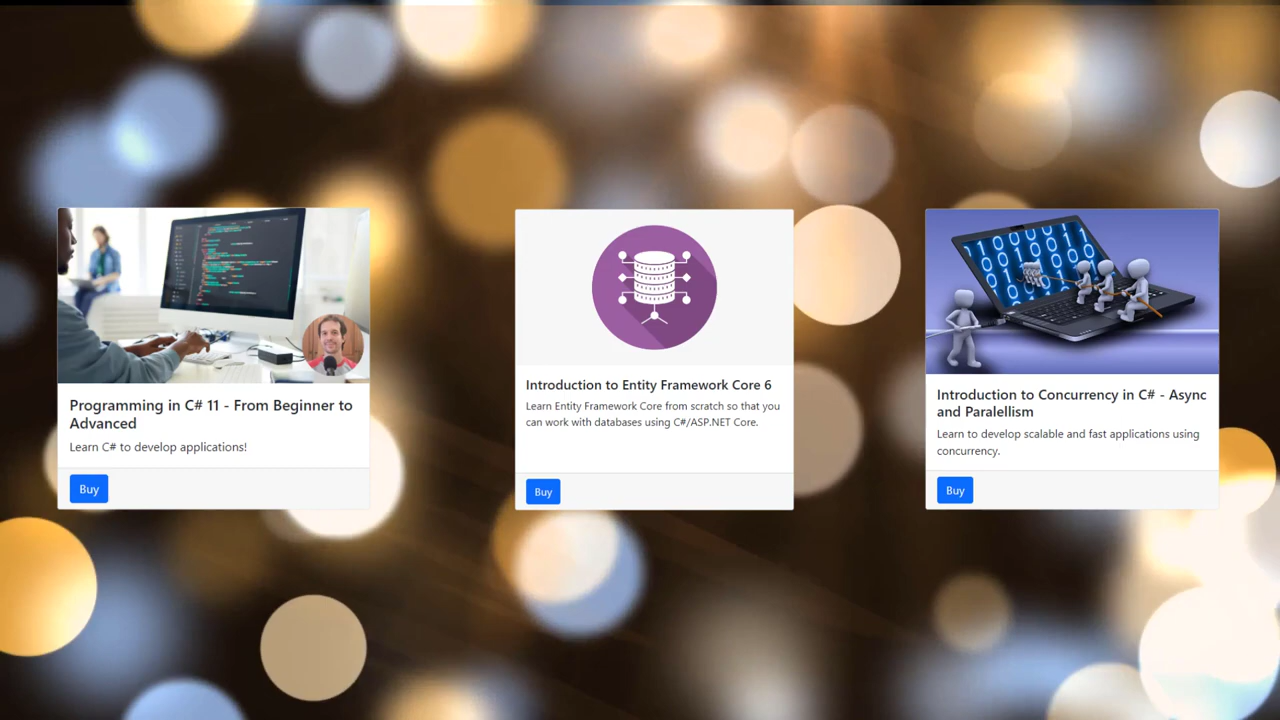 Programming in C# 11 - From Beginner to
Advanced
Learn C# to develop applications!
Buy
Introduction to Entity Framework Core 6
Learn Entity Framework Core from scratch so that you
can work with databases using C#/ASP.NET Core.
Buy
Introduction to Concurrency in C# - Async
and Paralellism
Learn to develop scalable and fast applications using
concurrency.
Buy